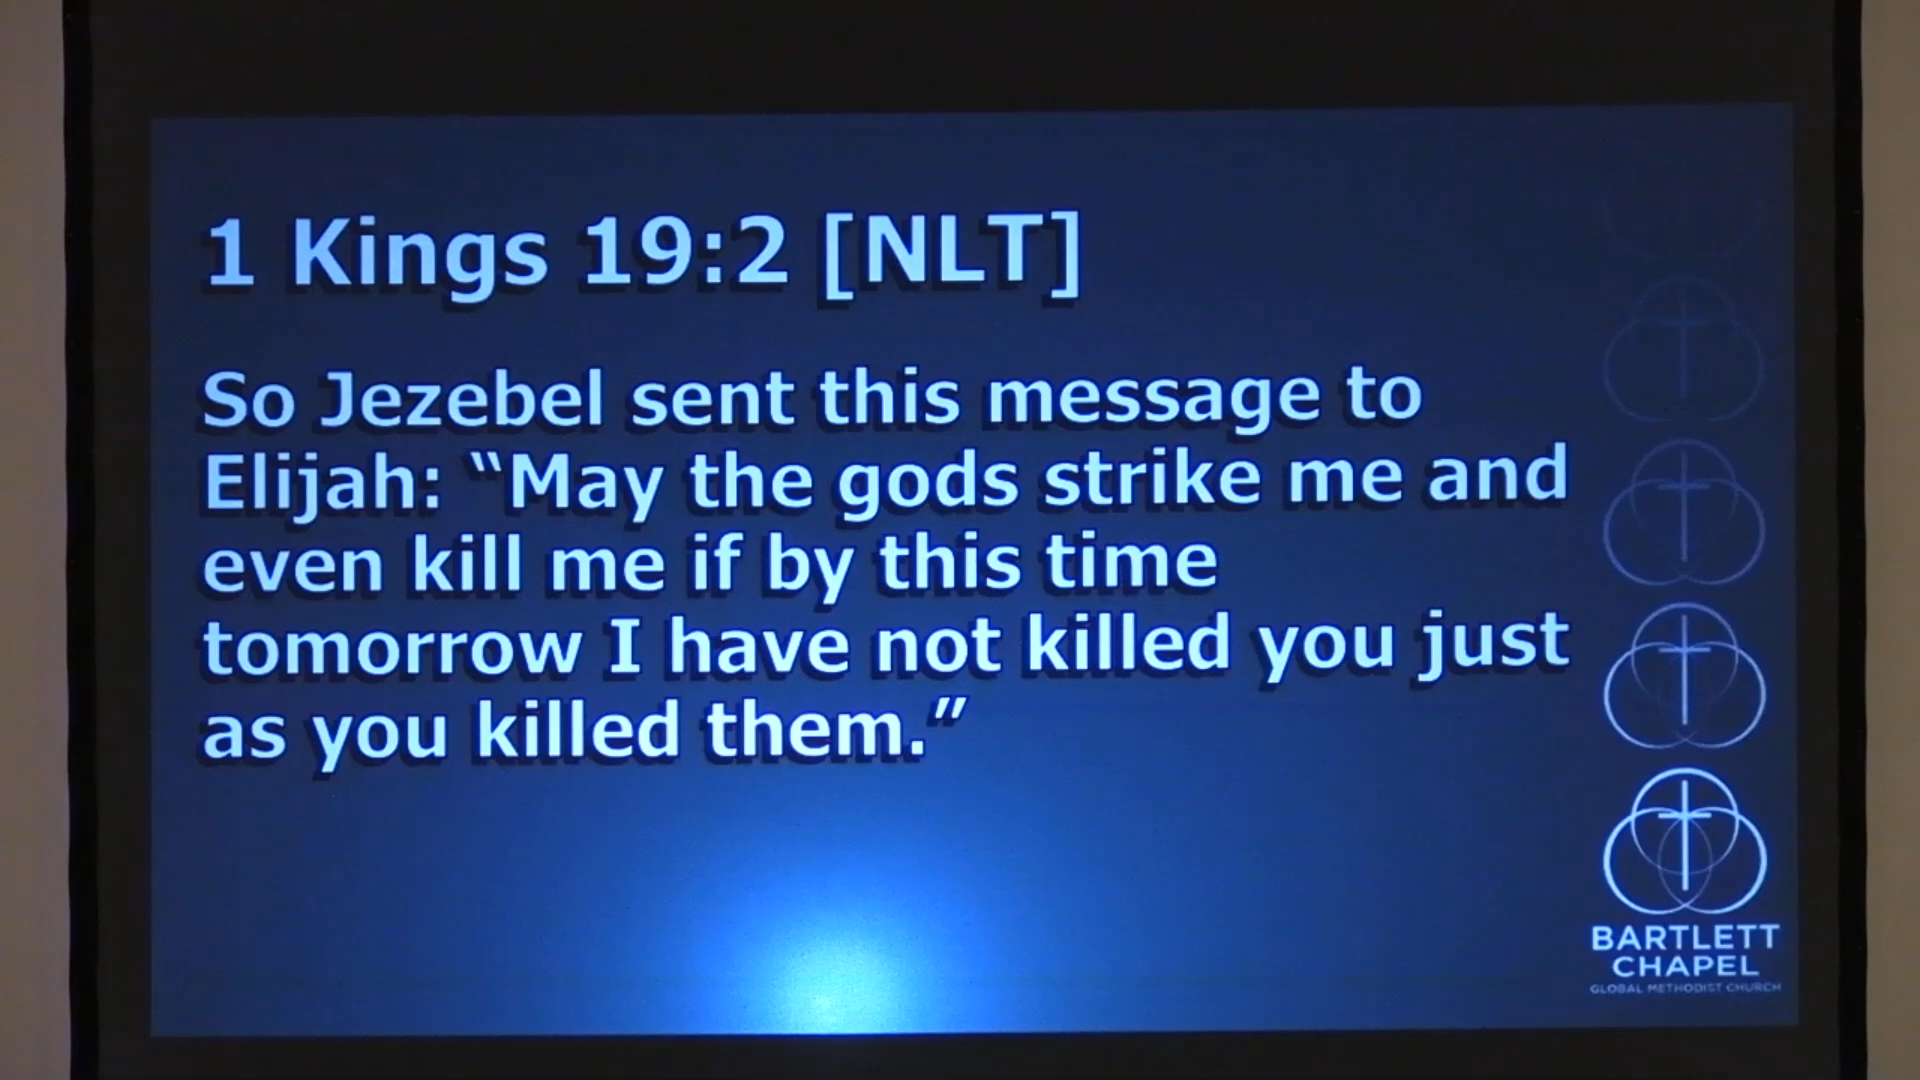 1 Kings 19:2 [NLT]
So Jezebel sent this message to
Elijah: “May the gods strike me and
even kill me if by this time
tomorrow I have not killed you just
as you killed them.”
BARTLETT
CHAPEL
GLOBAL METHODIST CHURCH